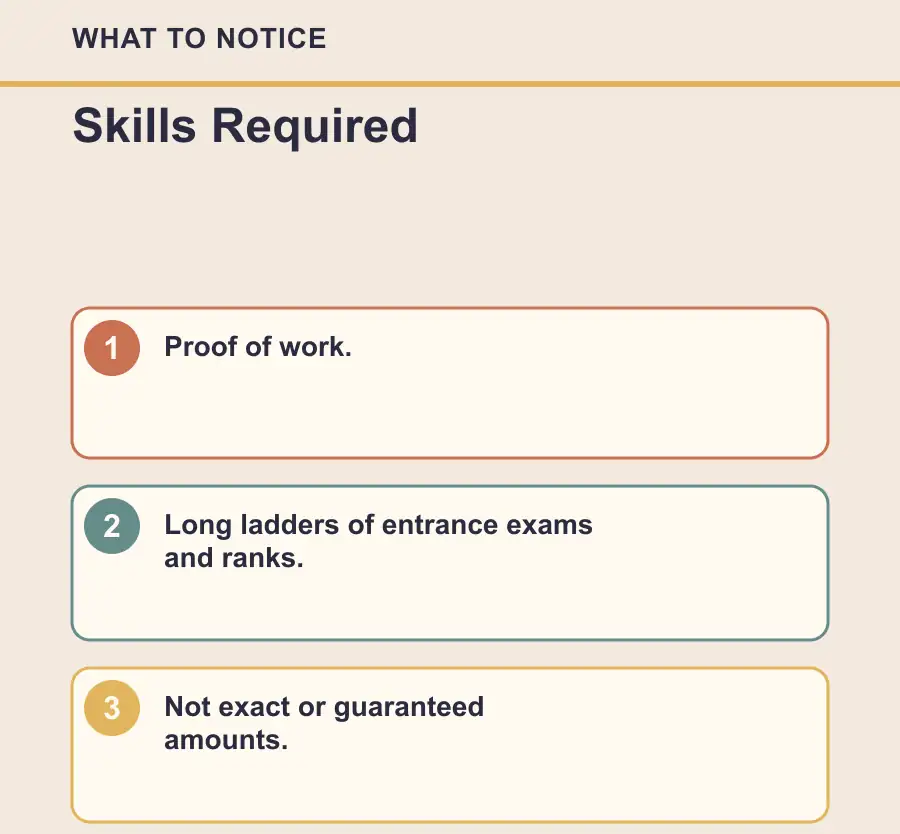 WHAT TO NOTICE
Skills Required
1
Proof of work.
2
Long ladders of entrance exams
and ranks.
3
Not exact or guaranteed
amounts.